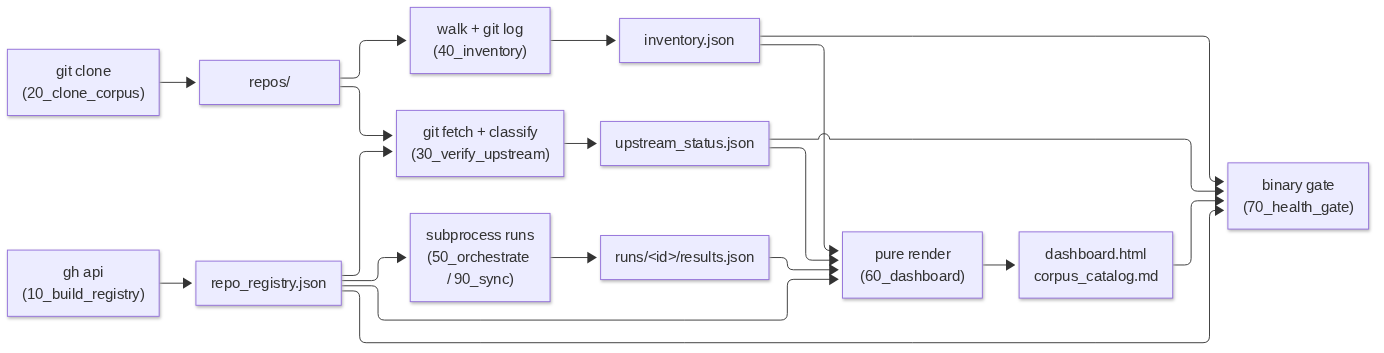 git clone
(20_clone_corpus)
repos/
walk + git log
(40_inventory)
inventory.json
git fetch + classify
(30_verify_upstream)
upstream_status.json
gh api
(10_build_registry)
repo_registry.json
subprocess runs
(50_orchestrate
/ 90_sync)
runs/<id>/results.json
pure render
(60_dashboard)
dashboard.html
corpus_catalog.md
binary gate
(70_health_gate)